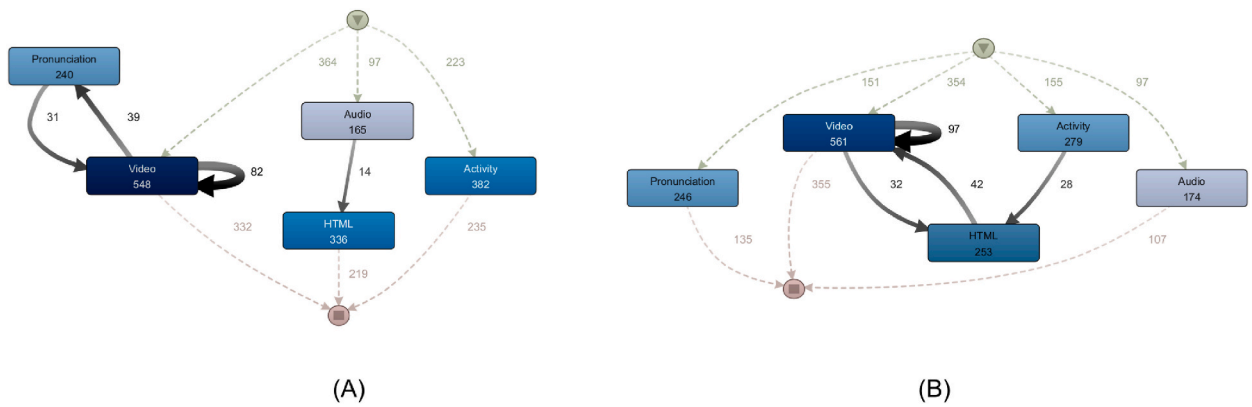 Pronunciation
240
364
97
223
31
39
Audio
165
Video
548
82
14
Activity
382
HTML
336
332
235
219
(A)
151
354
155
97
Video
561
97
Activity
279
Pronunciation
246
355
32
42
28
Audio
174
HTML
253
135
107
(B)